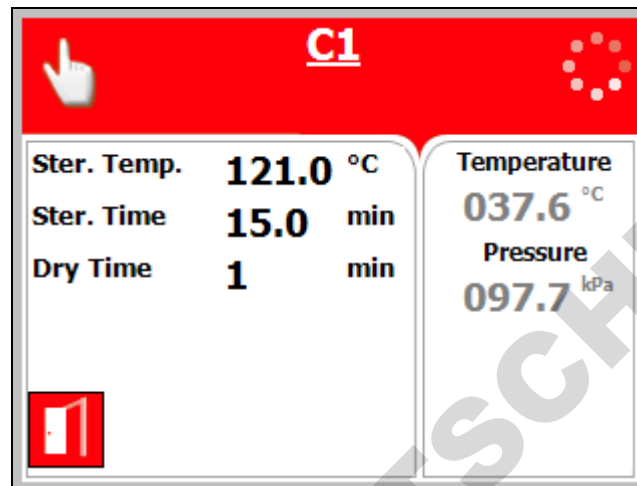 C1
Ster. Temp. 121.0 °C
Ster. Time 15.0 min
Dry Time 1 min
Temperature
037.6 °C
Pressure
097.7 kPa